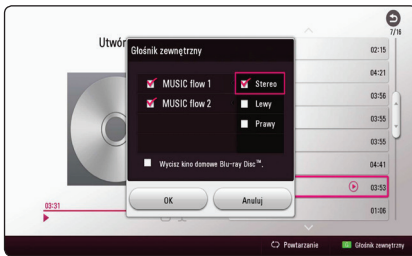 7/16
Utwór
Głośnik zewnętrzny
MUSIC flow 1
MUSIC flow 2
Stereo
Lewy
Prawy
Wycisz kino domowe Blu-ray Disc™.
OK
Anuluj
02:15
04:21
03:56
03:55
03:55
04:41
03:53
01:06
03:31
Powtarzanie
Głośnik zewnętrzny